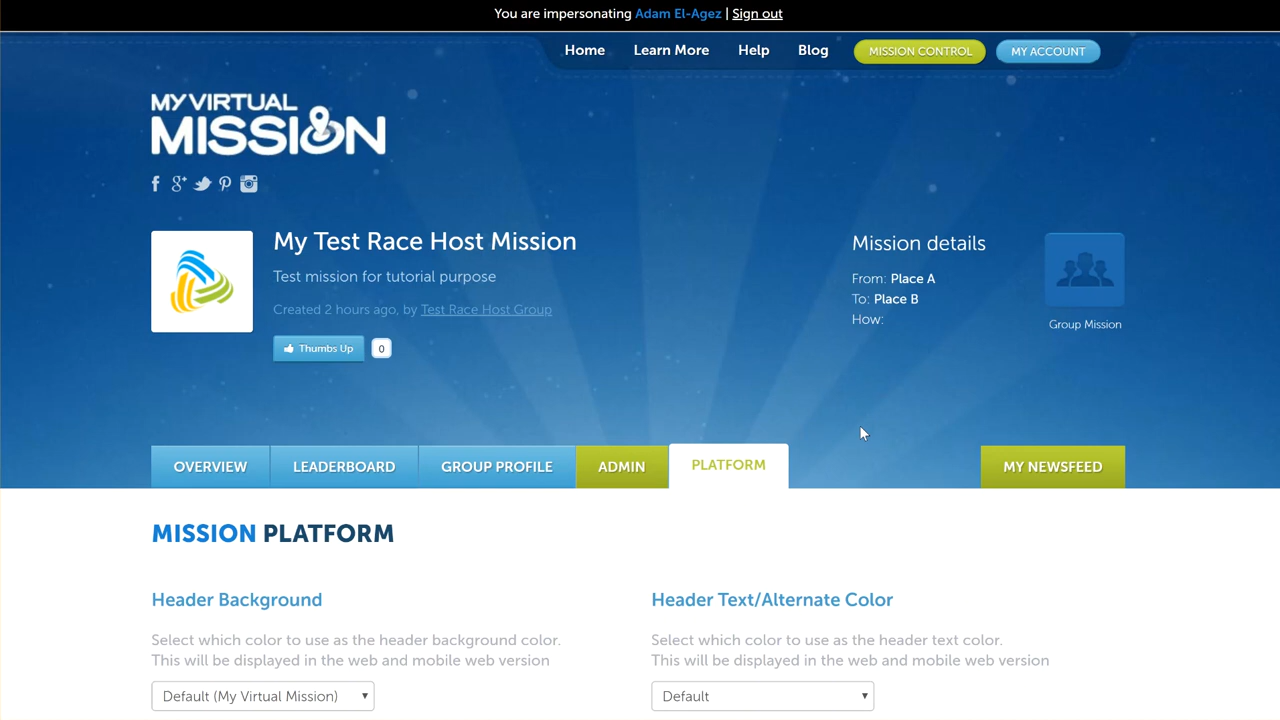 You are impersonating Adam El-Agez | Sign out
Home Learn More Help Blog MISSION CONTROL MY ACCOUNT
MY VIRTUAL
MISSION
My Test Race Host Mission
Test mission for tutorial purpose
Created 2 hours ago, by Test Race Host Group
Thumbs Up 0
Mission details
From: Place A
To: Place B
How:
Group Mission
OVERVIEW LEADERBOARD GROUP PROFILE ADMIN PLATFORM MY NEWSFEED
MISSION PLATFORM
Header Background
Select which color to use as the header background color.
This will be displayed in the web and mobile web version
Default (My Virtual Mission)
Header Text/Alternate Color
Select which color to use as the header text color.
This will be displayed in the web and mobile web version
Default